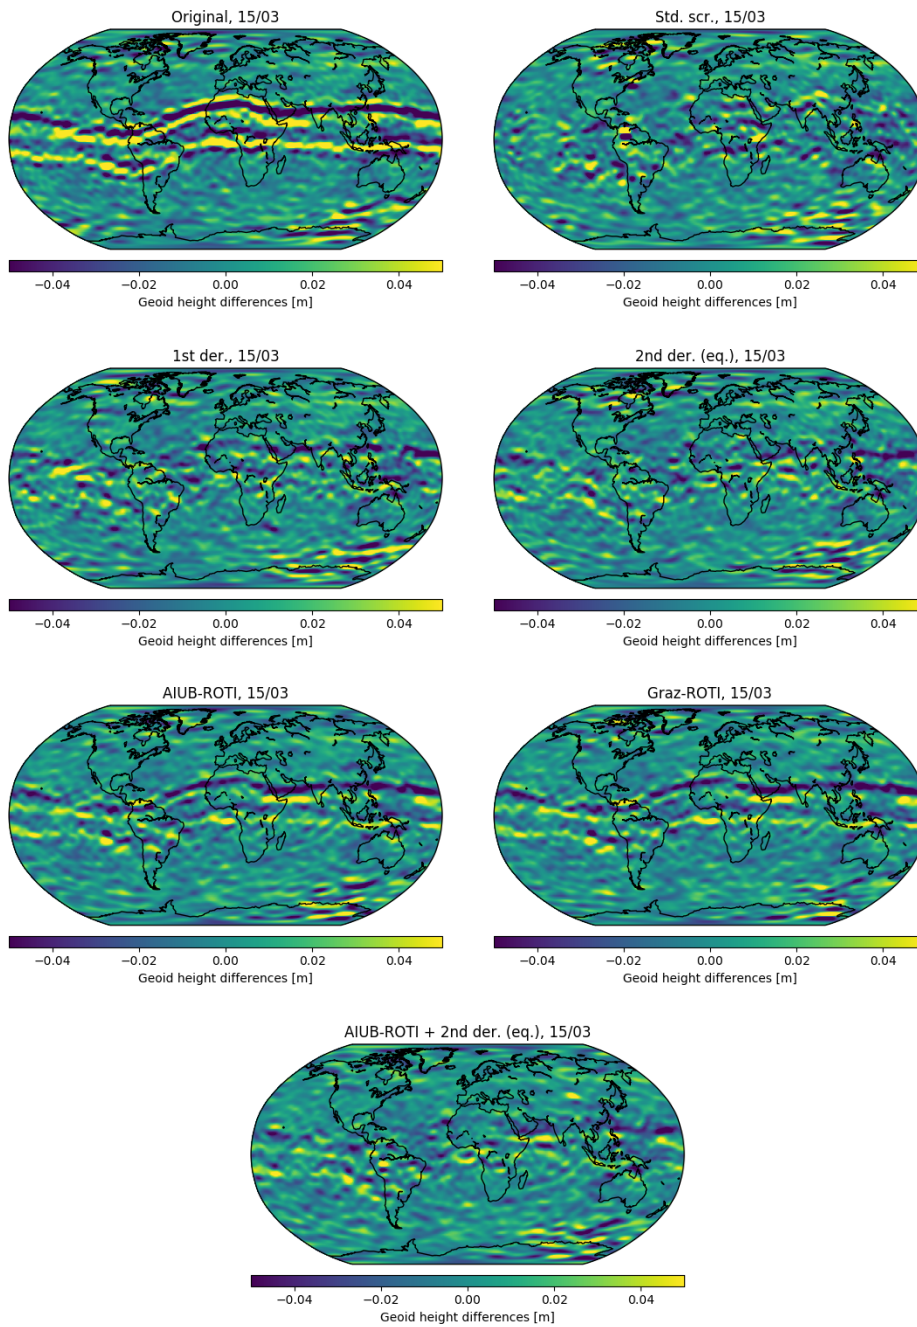 Original, 15/03
Std. scr., 15/03
−0.04 −0.02 0.00 0.02 0.04
−0.04 −0.02 0.00 0.02 0.04
Geoid height differences [m]
Geoid height differences [m]
1st der., 15/03
2nd der. (eq.), 15/03
−0.04 −0.02 0.00 0.02 0.04
−0.04 −0.02 0.00 0.02 0.04
Geoid height differences [m]
Geoid height differences [m]
AIUB-ROTI, 15/03
Graz-ROTI, 15/03
−0.04 −0.02 0.00 0.02 0.04
−0.04 −0.02 0.00 0.02 0.04
Geoid height differences [m]
Geoid height differences [m]
AIUB-ROTI + 2nd der. (eq.), 15/03
−0.04 −0.02 0.00 0.02 0.04
Geoid height differences [m]